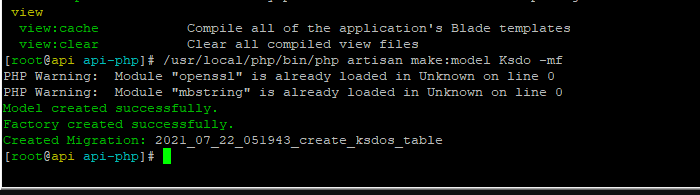 view
view:cache Compile all of the application's Blade templates
view:clear Clear all compiled view files
[root@api api-php]# /usr/local/php/bin/php artisan make:model Ksdo -mf
PHP Warning: Module "openssl" is already loaded in Unknown on line 0
PHP Warning: Module "mbstring" is already loaded in Unknown on line 0
Model created successfully.
Factory created successfully.
Created Migration: 2021_07_22_051943_create_ksdos_table
[root@api api-php]#